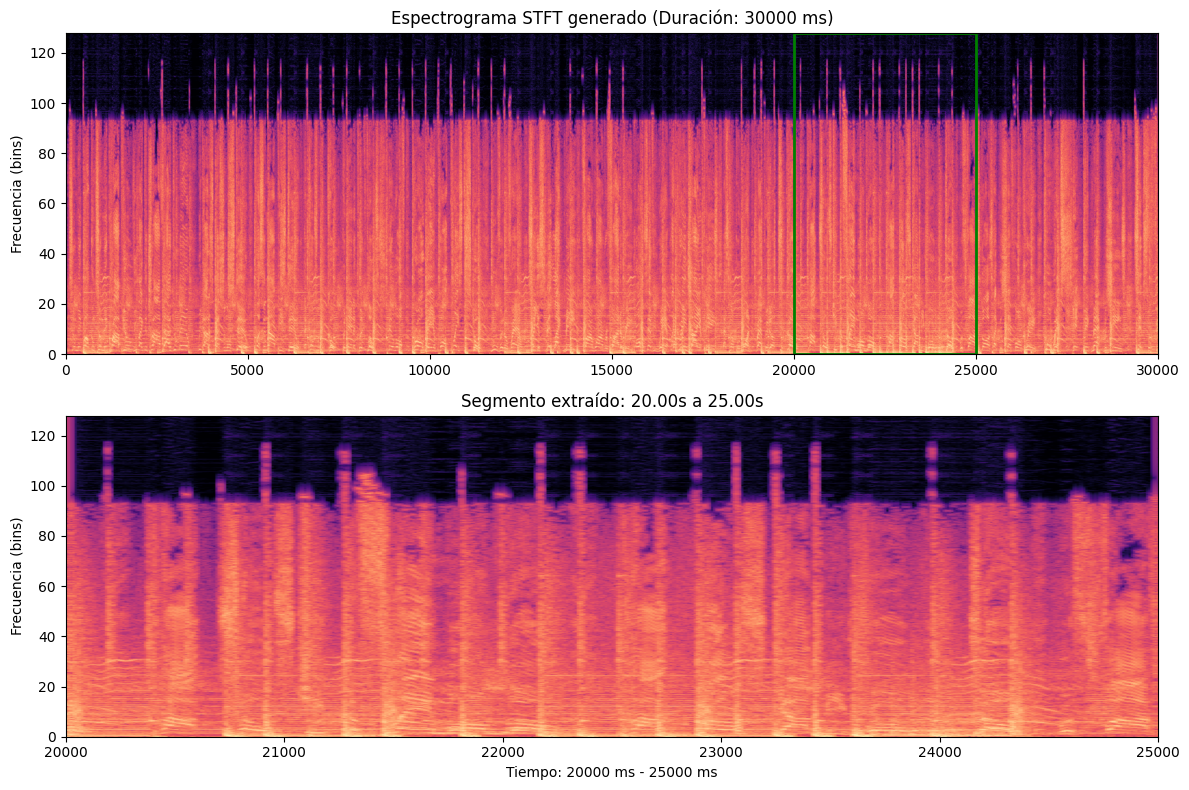 Espectrograma STFT generado (Duración: 30000 ms)
Frecuencia (bins)
120
100
80
60
40
20
0
0 5000 10000 15000 20000 25000 30000
Segmento extraído: 20.00s a 25.00s
Frecuencia (bins)
120
100
80
60
40
20
0
20000 21000 22000 23000 24000 25000
Tiempo: 20000 ms - 25000 ms